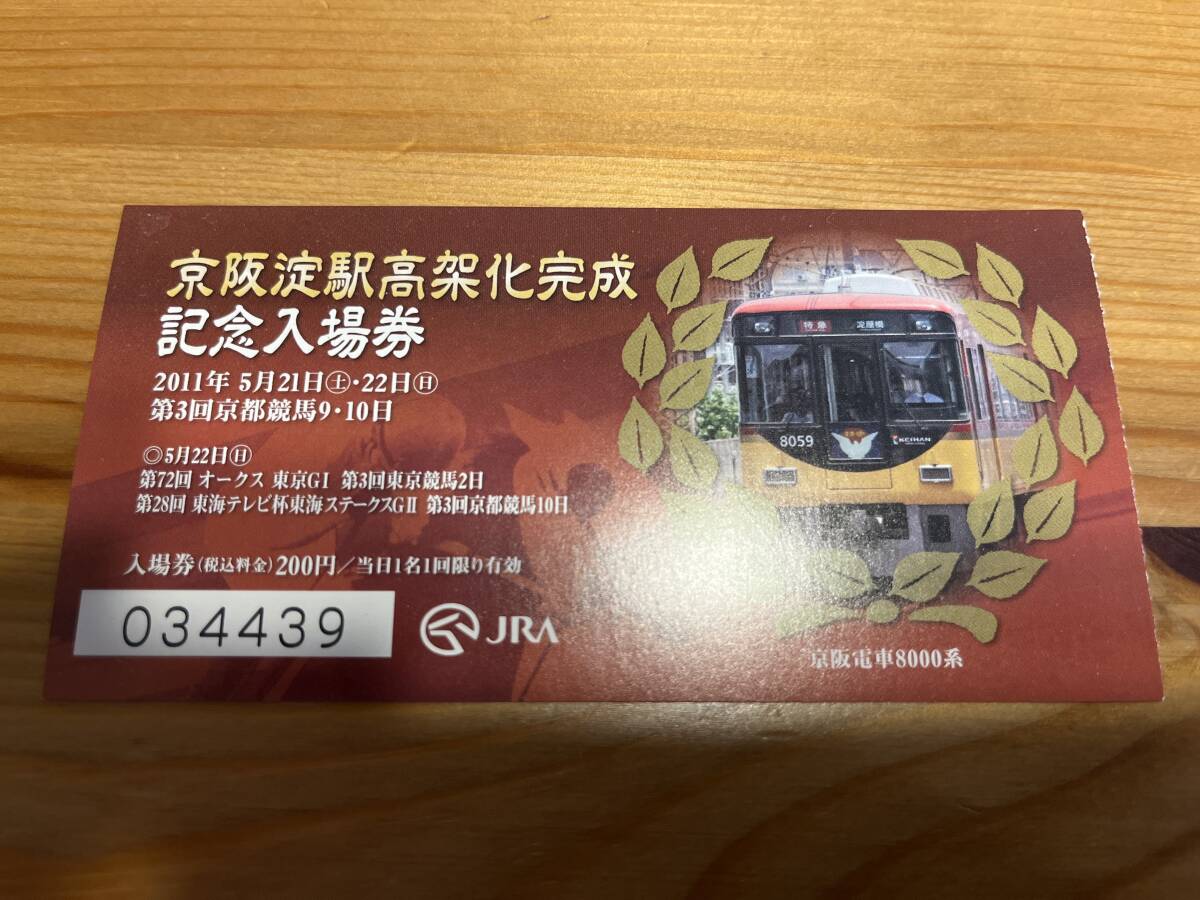 京阪淀駅高架化完成
記念入場券
2011年 5月21日㊏・22日㊐
第3回京都競馬9・10日
◎5月22日㊐
第72回 オークス 東京GⅠ 第3回東京競馬2日
第28回 東海テレビ杯東海ステークスGⅡ 第3回京都競馬10日
入場券(税込料金)200円/当日1名1回限り有効
034439
JRA
特急 淀屋橋
8059
KEIHAN
京阪電車8000系